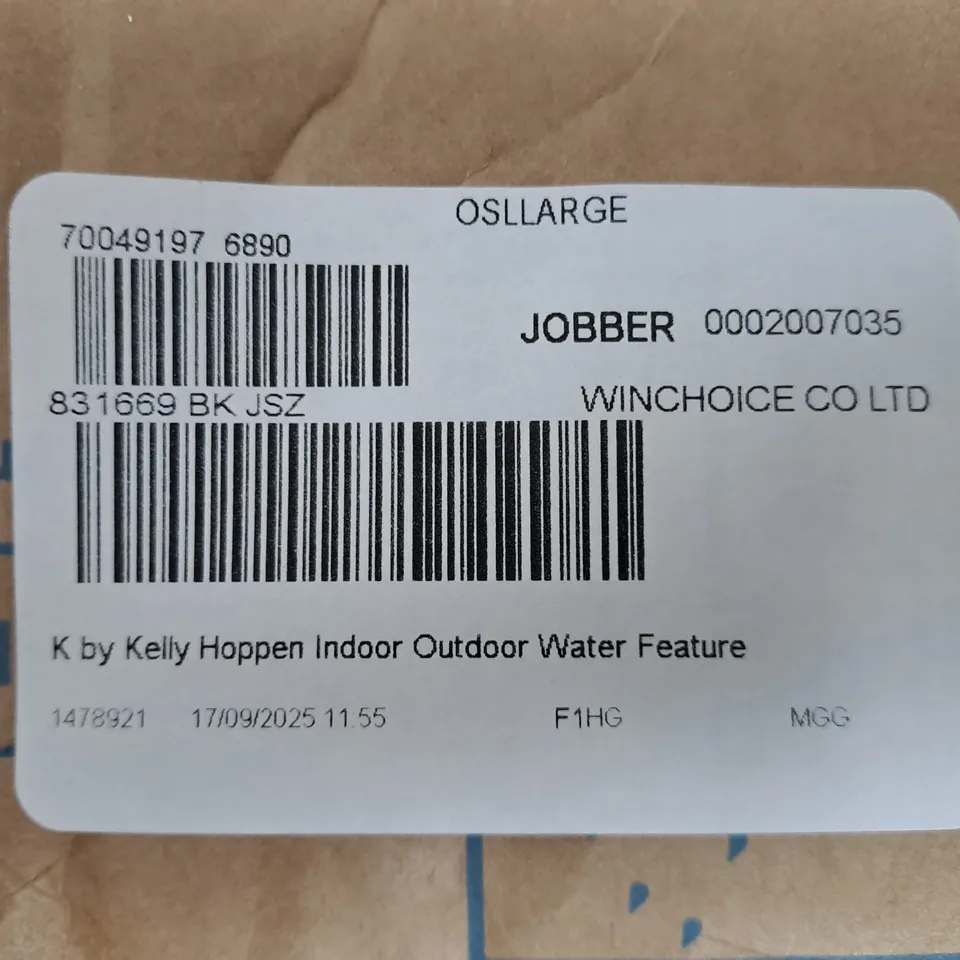 OSLLARGE
70049197 6890
JOBBER 0002007035
831669 BK JSZ
WINCHOICE CO LTD
K by Kelly Hoppen Indoor Outdoor Water Feature
1478921 17/09/2025 11:55 F1HG MGG